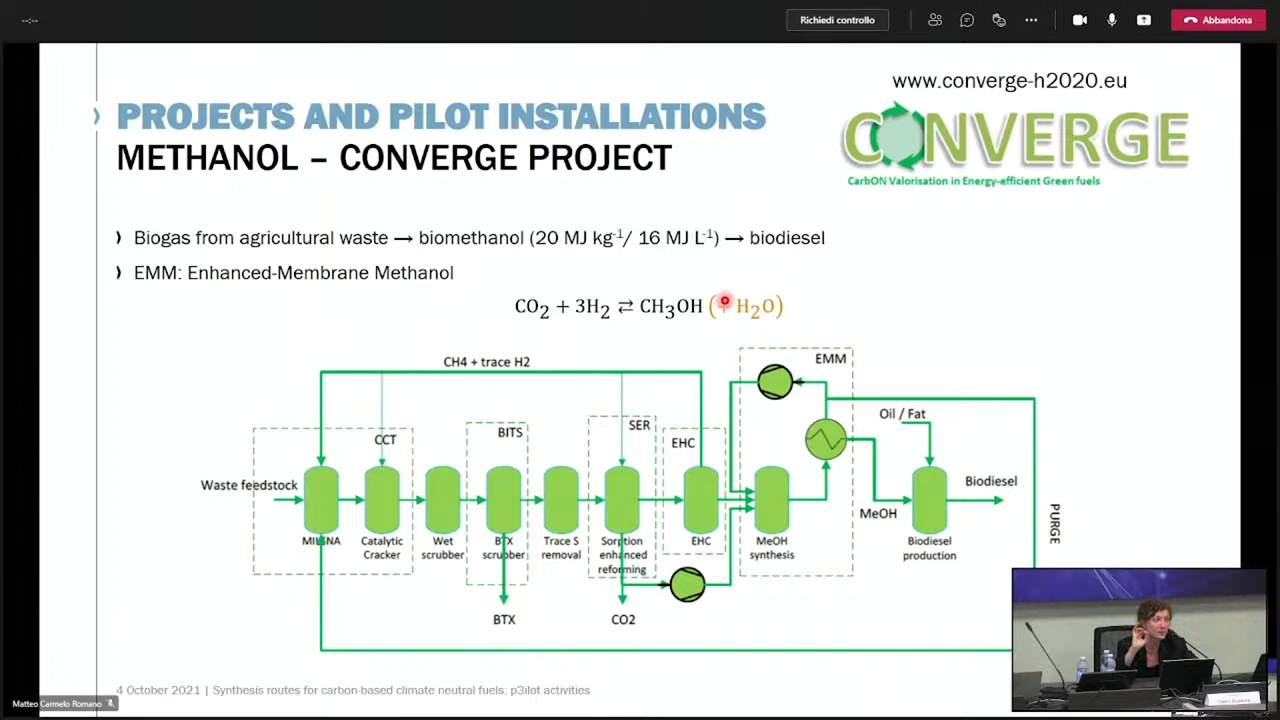 --:--
Richiedi controllo
Abbandona
www.converge-h2020.eu
PROJECTS AND PILOT INSTALLATIONS
METHANOL – CONVERGE PROJECT
CONVERGE
CarbON Valorisation in Energy-efficient Green fuels
Biogas from agricultural waste → biomethanol (20 MJ kg⁻¹/ 16 MJ L⁻¹) → biodiesel
EMM: Enhanced-Membrane Methanol
CO₂ + 3H₂ ⇄ CH₃OH (+ H₂O)
CH4 + trace H2
EMM
CCT
BITS
SER
EHC
Oil / Fat
Waste feedstock
Biodiesel
MeOH
PURGE
MILENA
Catalytic
Cracker
Wet
scrubber
BTX
scrubber
Trace S
removal
Sorption
enhanced
reforming
EHC
MeOH
synthesis
Biodiesel
production
BTX
CO2
4 October 2021 | Synthesis routes for carbon-based climate neutral fuels: p3ilot activities
Matteo Carmelo Romano